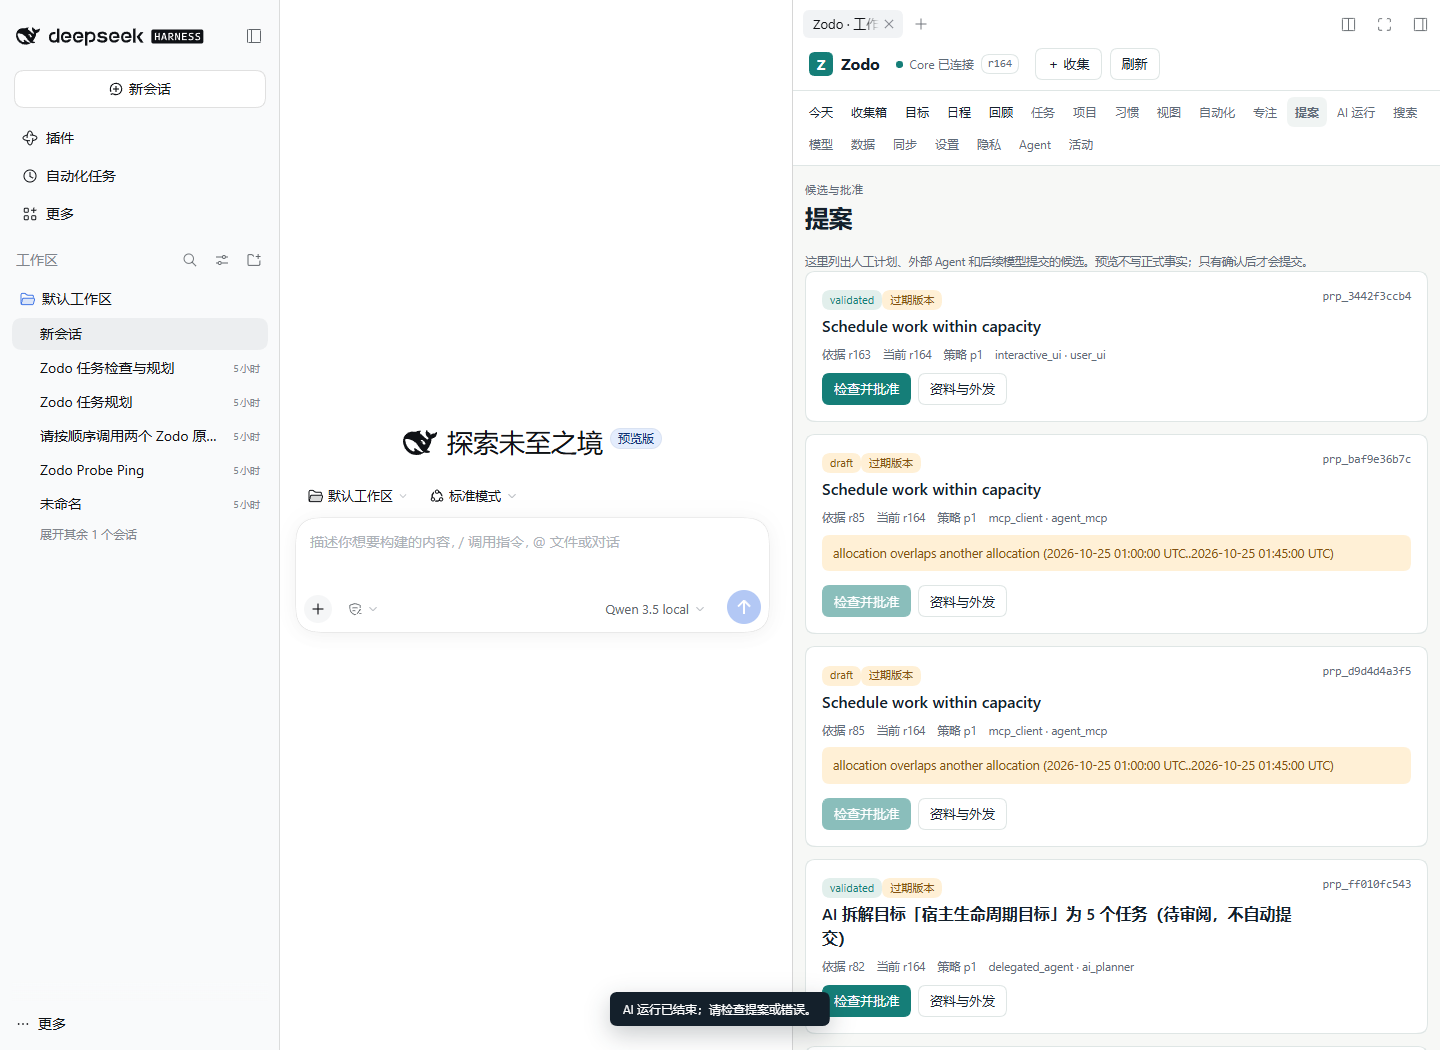 deepseek HARNESS
新会话
插件
自动化任务
更多
工作区
默认工作区
新会话
Zodo 任务检查与规划 5小时
Zodo 任务规划 5小时
请按顺序调用两个 Zodo 原... 5小时
Zodo Probe Ping 5小时
未命名 5小时
展开其余 1 个会话
更多
探索未至之境 预览版
默认工作区 标准模式
描述你想要构建的内容, / 调用指令, @ 文件或对话
Qwen 3.5 local
Zodo · 工作
Z Zodo Core 已连接 r164 + 收集 刷新
今天 收集箱 目标 日程 回顾 任务 项目 习惯 视图 自动化 专注 提案 AI 运行 搜索
模型 数据 同步 设置 隐私 Agent 活动
候选与批准
提案
这里列出人工计划、外部 Agent 和后续模型提交的候选。预览不写正式事实；只有确认后才会提交。
validated 过期版本 prp_3442f3ccb4
Schedule work within capacity
依据 r163 当前 r164 策略 p1 interactive_ui · user_ui
检查并批准 资料与外发
draft 过期版本 prp_baf9e36b7c
Schedule work within capacity
依据 r85 当前 r164 策略 p1 mcp_client · agent_mcp
allocation overlaps another allocation (2026-10-25 01:00:00 UTC..2026-10-25 01:45:00 UTC)
检查并批准 资料与外发
draft 过期版本 prp_d9d4d4a3f5
Schedule work within capacity
依据 r85 当前 r164 策略 p1 mcp_client · agent_mcp
allocation overlaps another allocation (2026-10-25 01:00:00 UTC..2026-10-25 01:45:00 UTC)
检查并批准 资料与外发
validated 过期版本 prp_ff010fc543
AI 拆解目标「宿主生命周期目标」为 5 个任务（待审阅，不自动提
交）
依据 r82 当前 r164 策略 p1 delegated_agent · ai_planner
检查并批准 资料与外发
AI 运行已结束；请检查提案或错误。